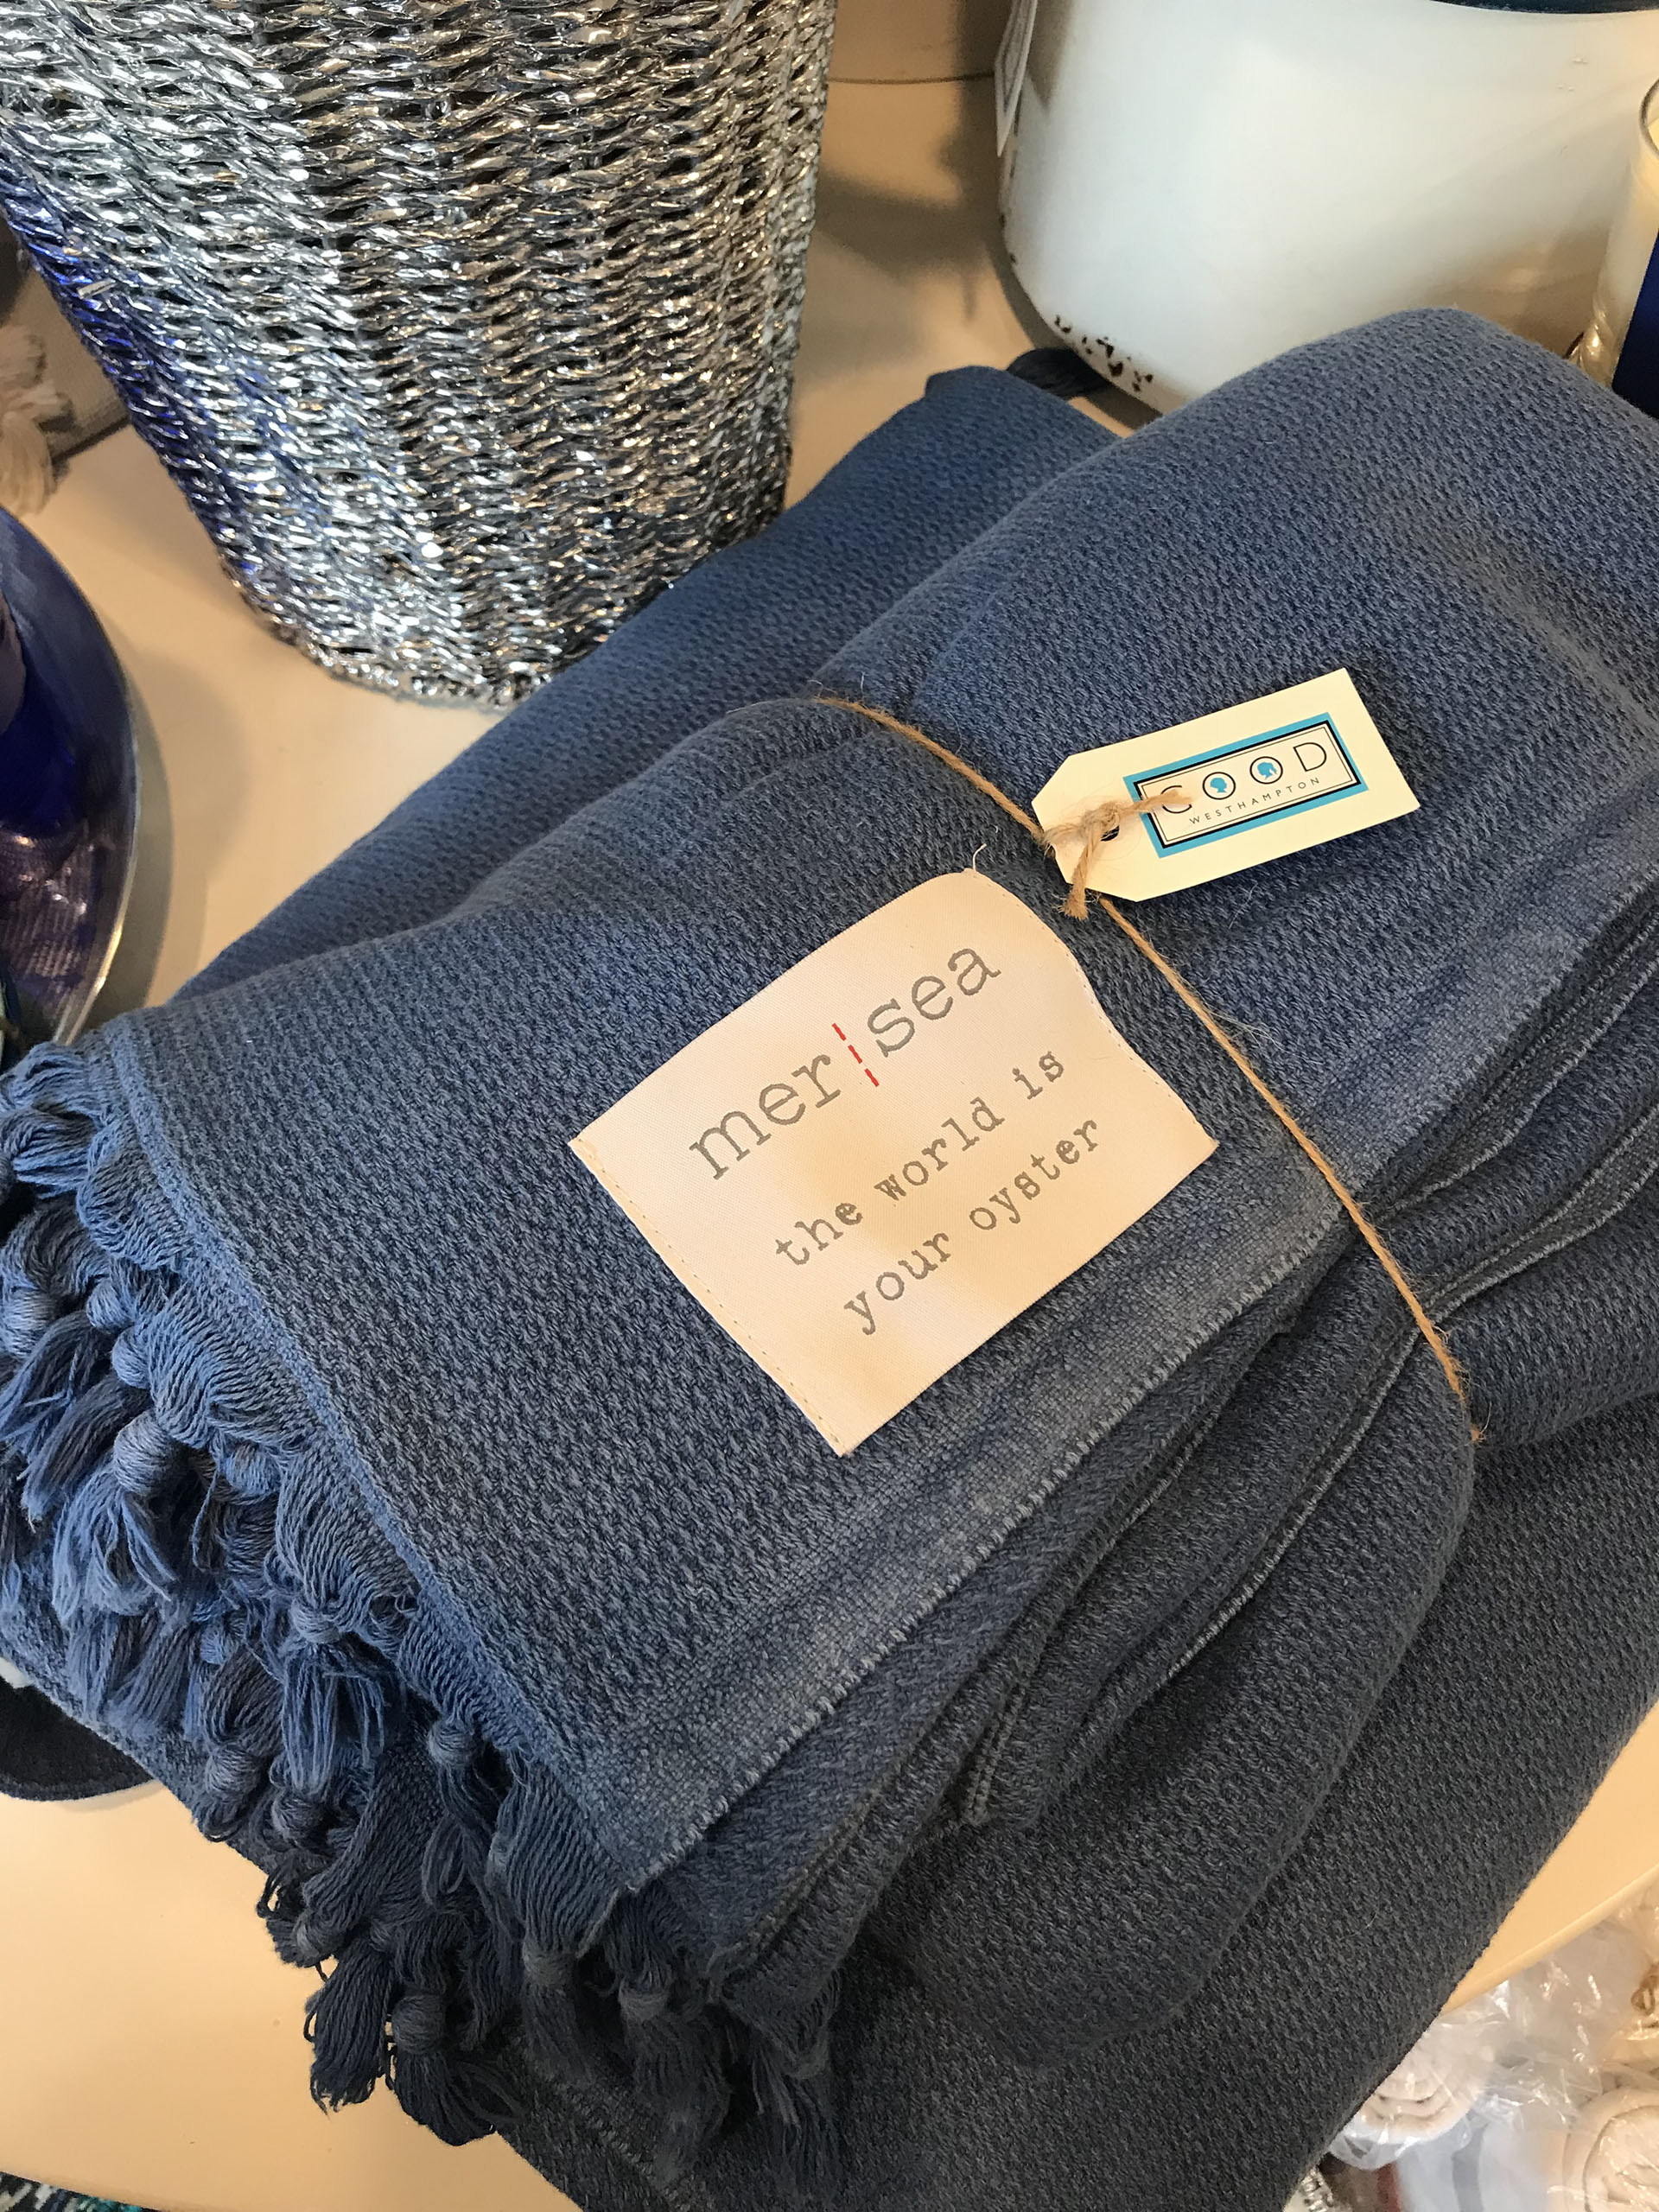 COOD
WESTHAMPTON
mer sea
the world is
your oyster